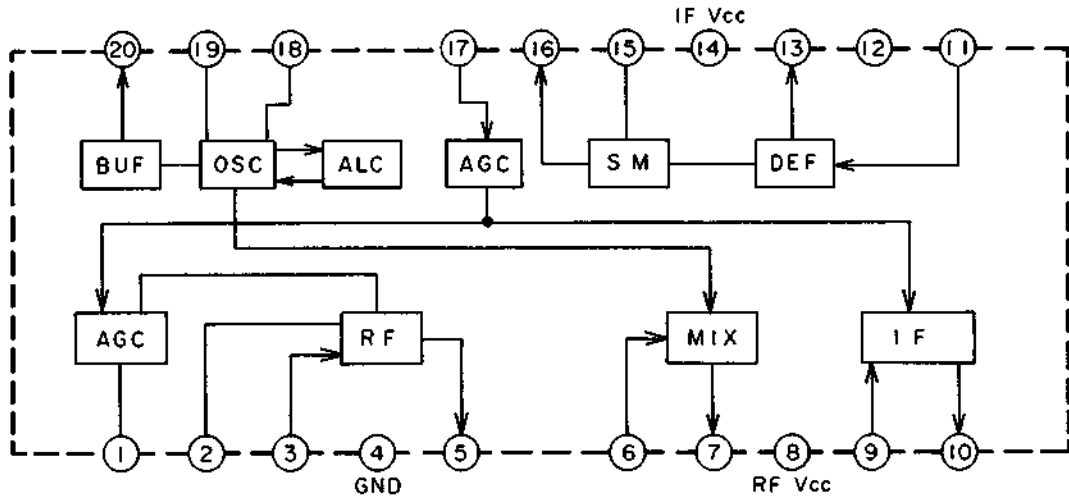 IF Vcc
20 19 18 17 16 15 14 13 12 11
BUF OSC ALC AGC SM DEF
AGC RF MIX IF
1 2 3 4 5 6 7 8 9 10
GND RF Vcc